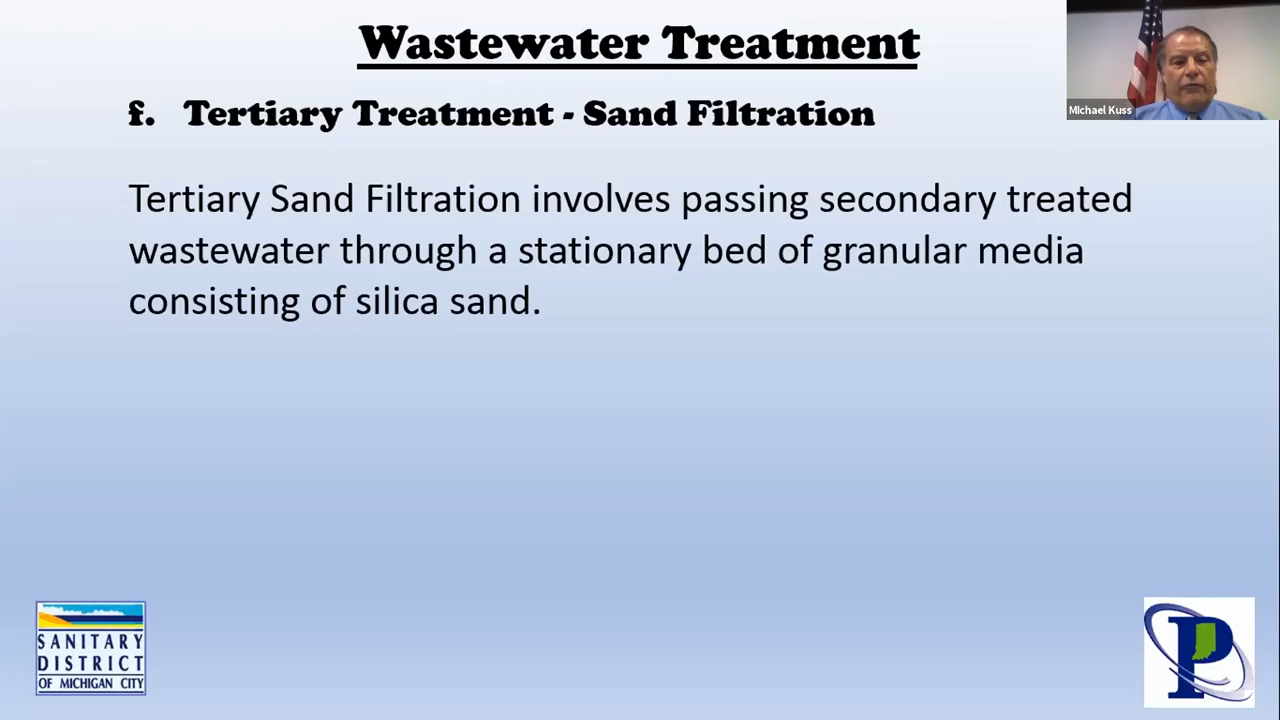 Wastewater Treatment
Michael Kuss
f. Tertiary Treatment - Sand Filtration
Tertiary Sand Filtration involves passing secondary treated
wastewater through a stationary bed of granular media
consisting of silica sand.
SANITARY
DISTRICT
OF MICHIGAN CITY
P